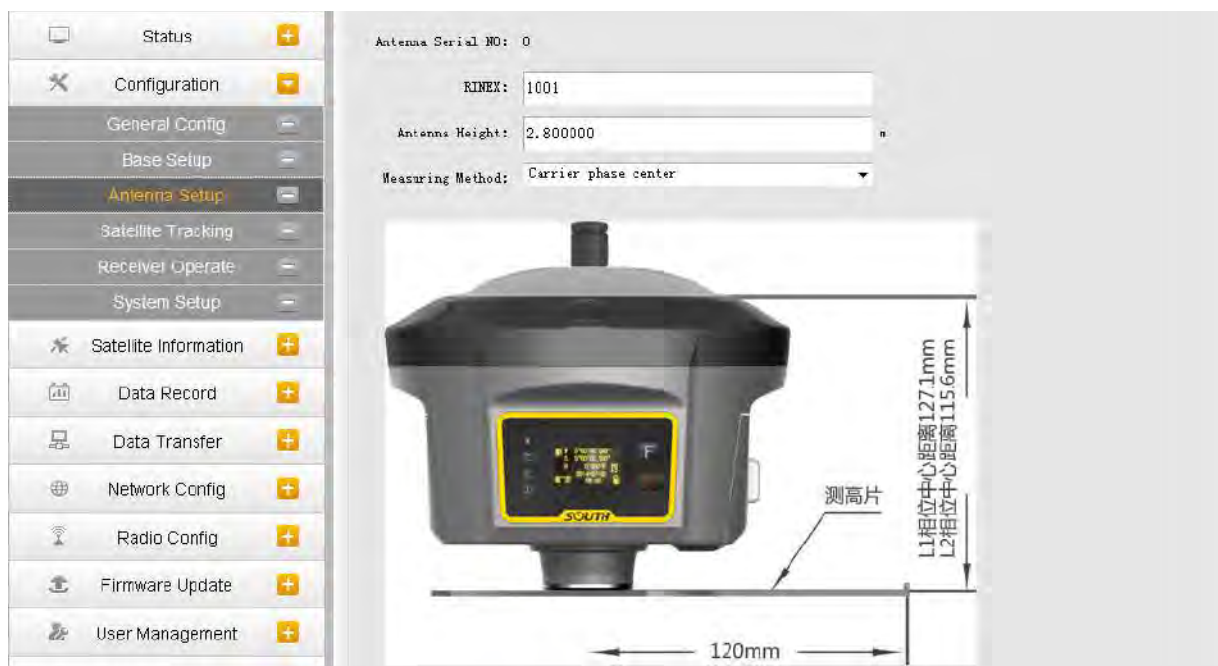 Status
Configuration
General Config
Base Setup
Antenna Setup
Satellite Tracking
Receiver Operate
System Setup
Satellite Information
Data Record
Data Transfer
Network Config
Radio Config
Firmware Update
User Management
Antenna Serial NO: 0
RINEX: 1001
Antenna Height: 2.800000 m
Measuring Method: Carrier phase center
L1相位中心距离127.1mm
L2相位中心距离115.6mm
F
SOUTH
测高片
120mm